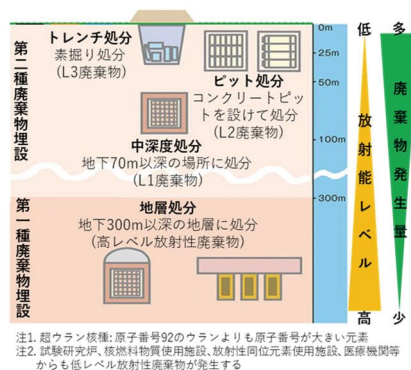 第二種廃棄物埋設
トレンチ処分
素掘り処分
(L3廃棄物)
ピット処分
コンクリートピッ
トを設けて処分
(L2廃棄物)
中深度処分
地下70m以深の場所に処分
(L1廃棄物)
第一種廃棄物埋設
地層処分
地下300m以深の地層に処分
(高レベル放射性廃棄物)
0m
25m
50m
100m
300m
低
放射能レベル
高
多
廃棄物発生量
少
注1. 超ウラン核種: 原子番号92のウランよりも原子番号が大きい元素
注2. 試験研究炉、核燃料物質使用施設、放射性同位元素使用施設、医療機関等
からも低レベル放射性廃棄物が発生する